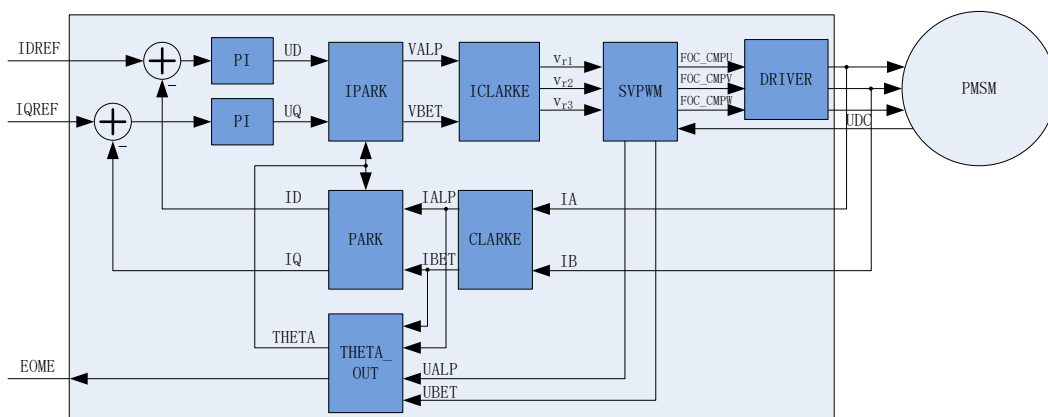 IDREF
IQREF
EOME
PI
PI
UD
UQ
IPARK
VALP
VBET
ICLARKE
vr1
vr2
vr3
SVPWM
FOC_CMPU
FOC_CMPV
FOC_CMPW
DRIVER
UDC
PMSM
ID
IQ
PARK
IALP
IBET
CLARKE
IA
IB
THETA
THETA_
OUT
UALP
UBET